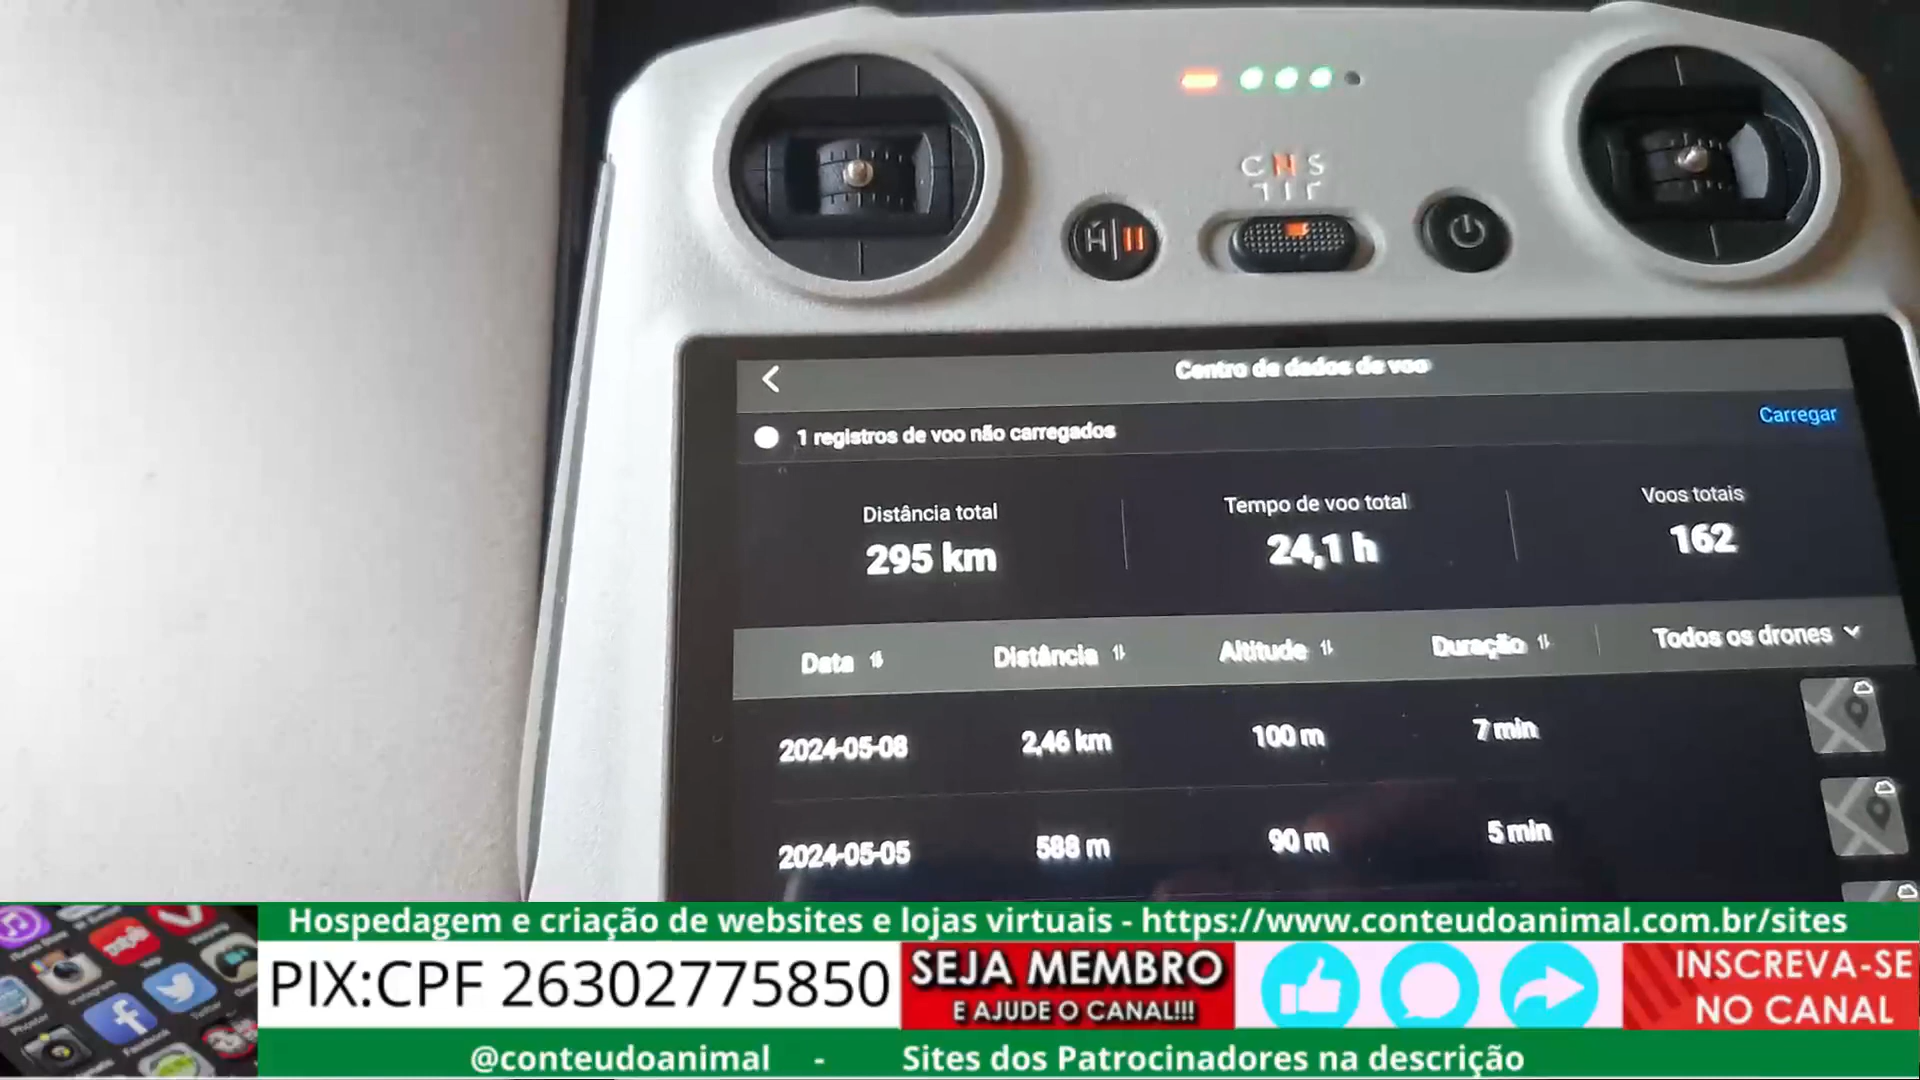 C N S
H
Centro de dados de voo
1 registros de voo não carregados
Carregar
Distância total
Tempo de voo total
Voos totais
295 km
24,1 h
162
Data
Distância
Altitude
Duração
Todos os drones
2024-05-08
2,46 km
100 m
7 min
2024-05-05
588 m
90 m
5 min
Hospedagem e criação de websites e lojas virtuais - https://www.conteudoanimal.com.br/sites
PIX:CPF 26302775850
SEJA MEMBRO
E AJUDE O CANAL!!!
INSCREVA-SE
NO CANAL
@conteudoanimal - Sites dos Patrocinadores na descrição